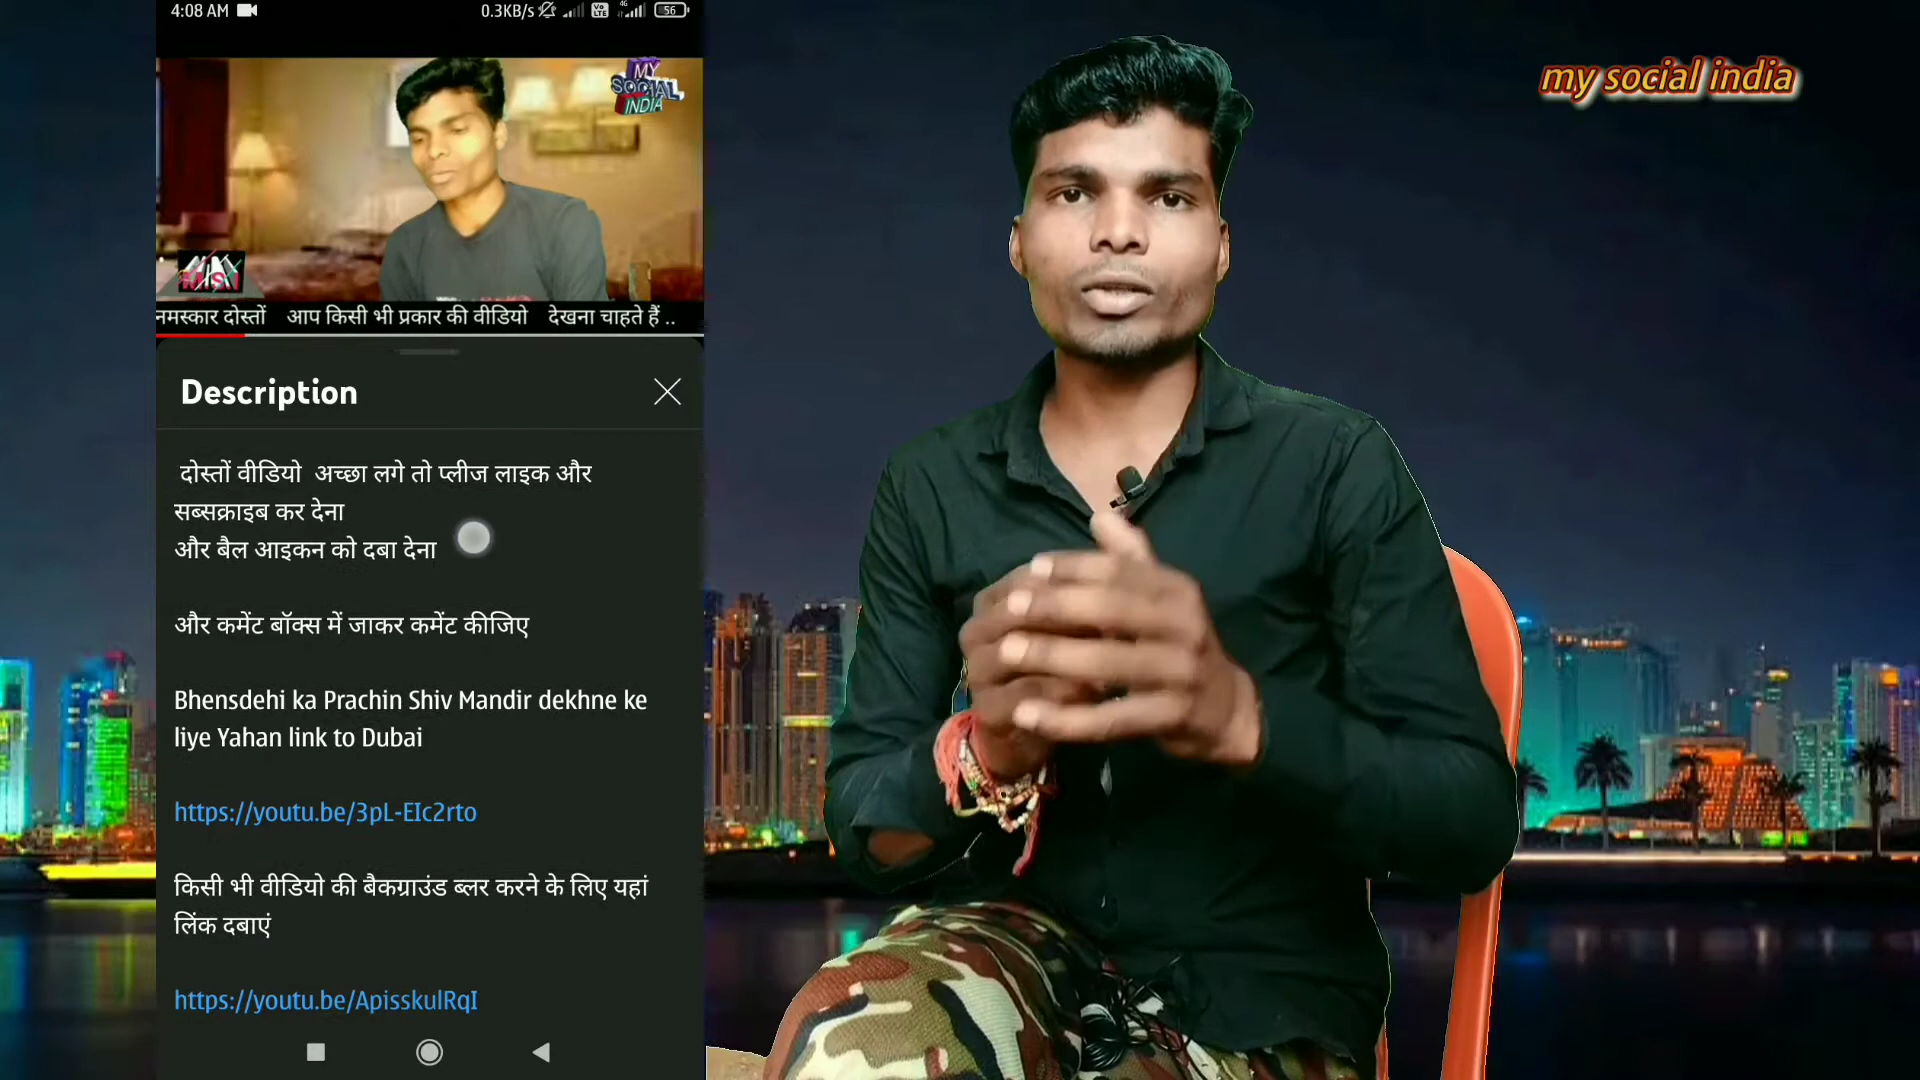 4:08 AM
0.3KB/s
Vo LTE
4G
56
MY
SOCIAL
INDIA
my social india
नमस्कार दोस्तों आप किसी भी प्रकार की वीडियो देखना चाहते हैं ..
Description
दोस्तों वीडियो अच्छा लगे तो प्लीज लाइक और
सब्सक्राइब कर देना
और बैल आइकन को दबा देना
और कमेंट बॉक्स में जाकर कमेंट कीजिए
Bhensdehi ka Prachin Shiv Mandir dekhne ke
liye Yahan link to Dubai
https://youtu.be/3pL-EIc2rto
किसी भी वीडियो की बैकग्राउंड ब्लर करने के लिए यहां
लिंक दबाएं
https://youtu.be/ApisskulRqI